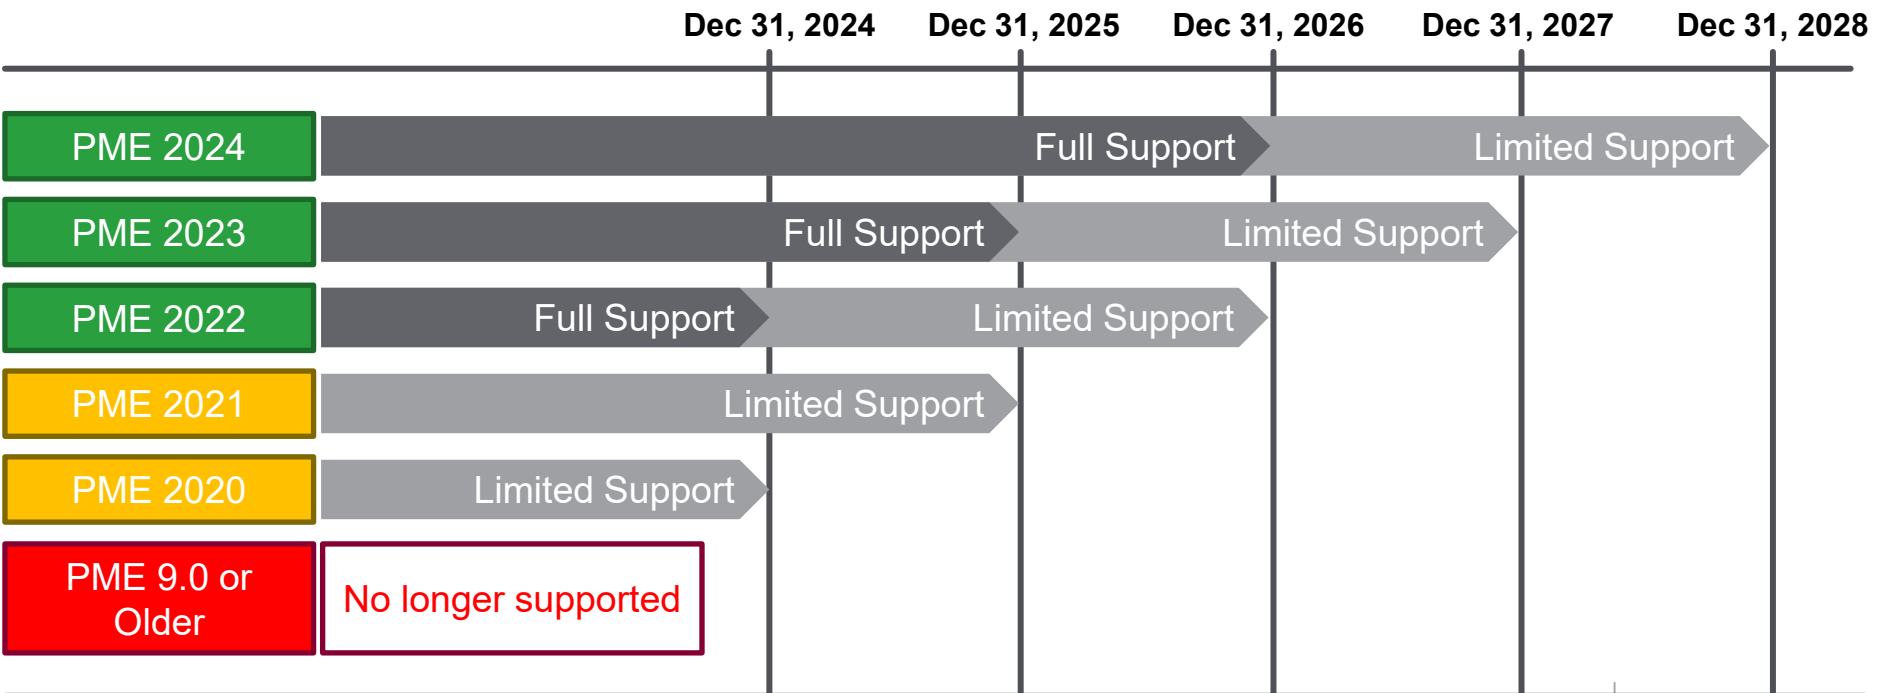 Dec 31, 2024 Dec 31, 2025 Dec 31, 2026 Dec 31, 2027 Dec 31, 2028
PME 2024 Full Support Limited Support
PME 2023 Full Support Limited Support
PME 2022 Full Support Limited Support
PME 2021 Limited Support
PME 2020 Limited Support
PME 9.0 or
Older
No longer supported